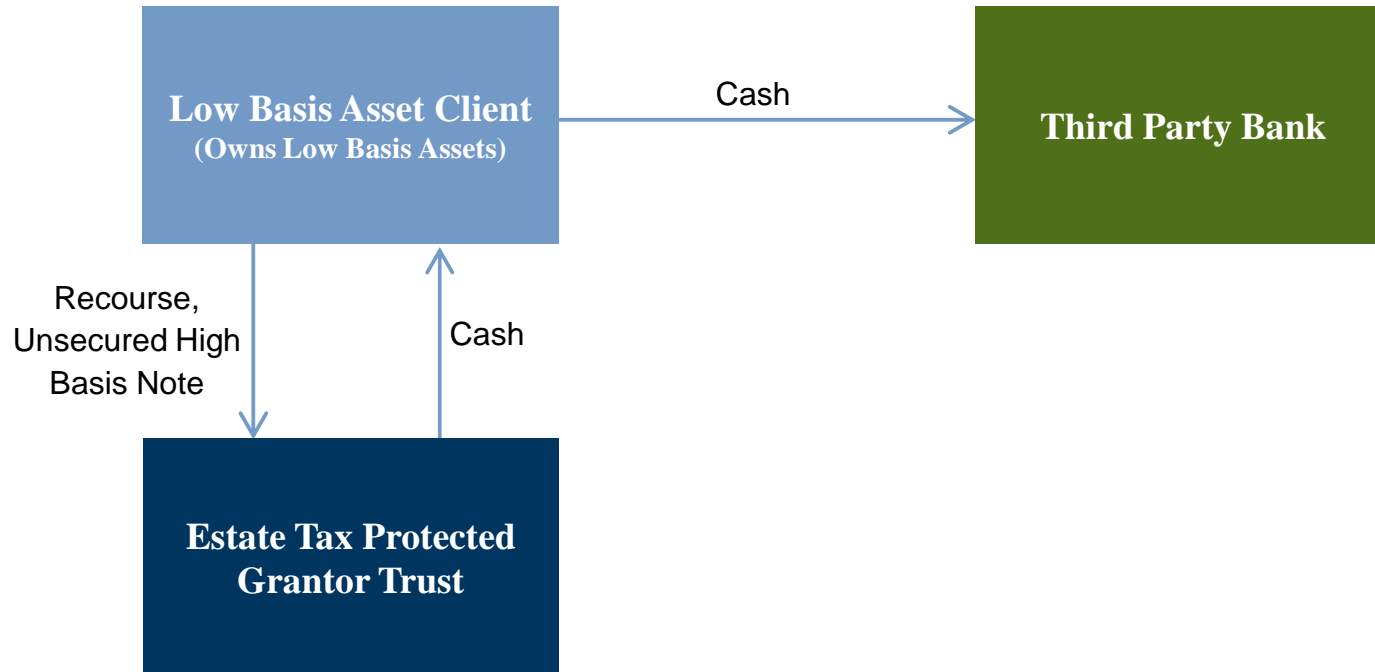 Low Basis Asset Client
(Owns Low Basis Assets)
Cash
Third Party Bank
Recourse,
Unsecured High
Basis Note
Cash
Estate Tax Protected
Grantor Trust